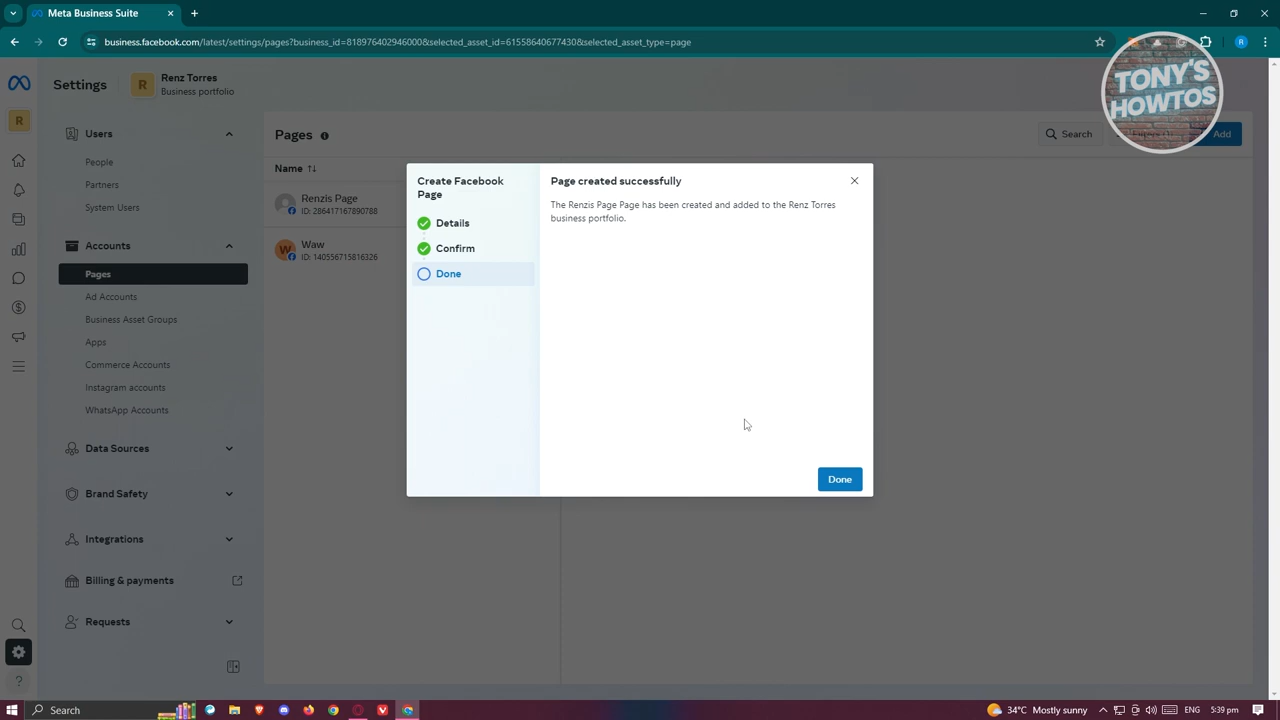 Meta Business Suite
business.facebook.com/latest/settings/pages?business_id=818976402946000&selected_asset_id=61558640677430&selected_asset_type=page
TONY'S
HOWTOS
Settings
R
Renz Torres
Business portfolio
R
R
Users
People
Partners
System Users
Accounts
Pages
Ad Accounts
Business Asset Groups
Apps
Commerce Accounts
Instagram accounts
WhatsApp Accounts
Data Sources
Brand Safety
Integrations
Billing & payments
Requests
Pages
Search
Add
Name
Renzis Page
ID: 286417167890788
W
Waw
ID: 140556715816326
Create Facebook
Page
Details
Confirm
Done
Page created successfully
The Renzis Page Page has been created and added to the Renz Torres
business portfolio.
Done
Search
34°C Mostly sunny
ENG
5:39 pm